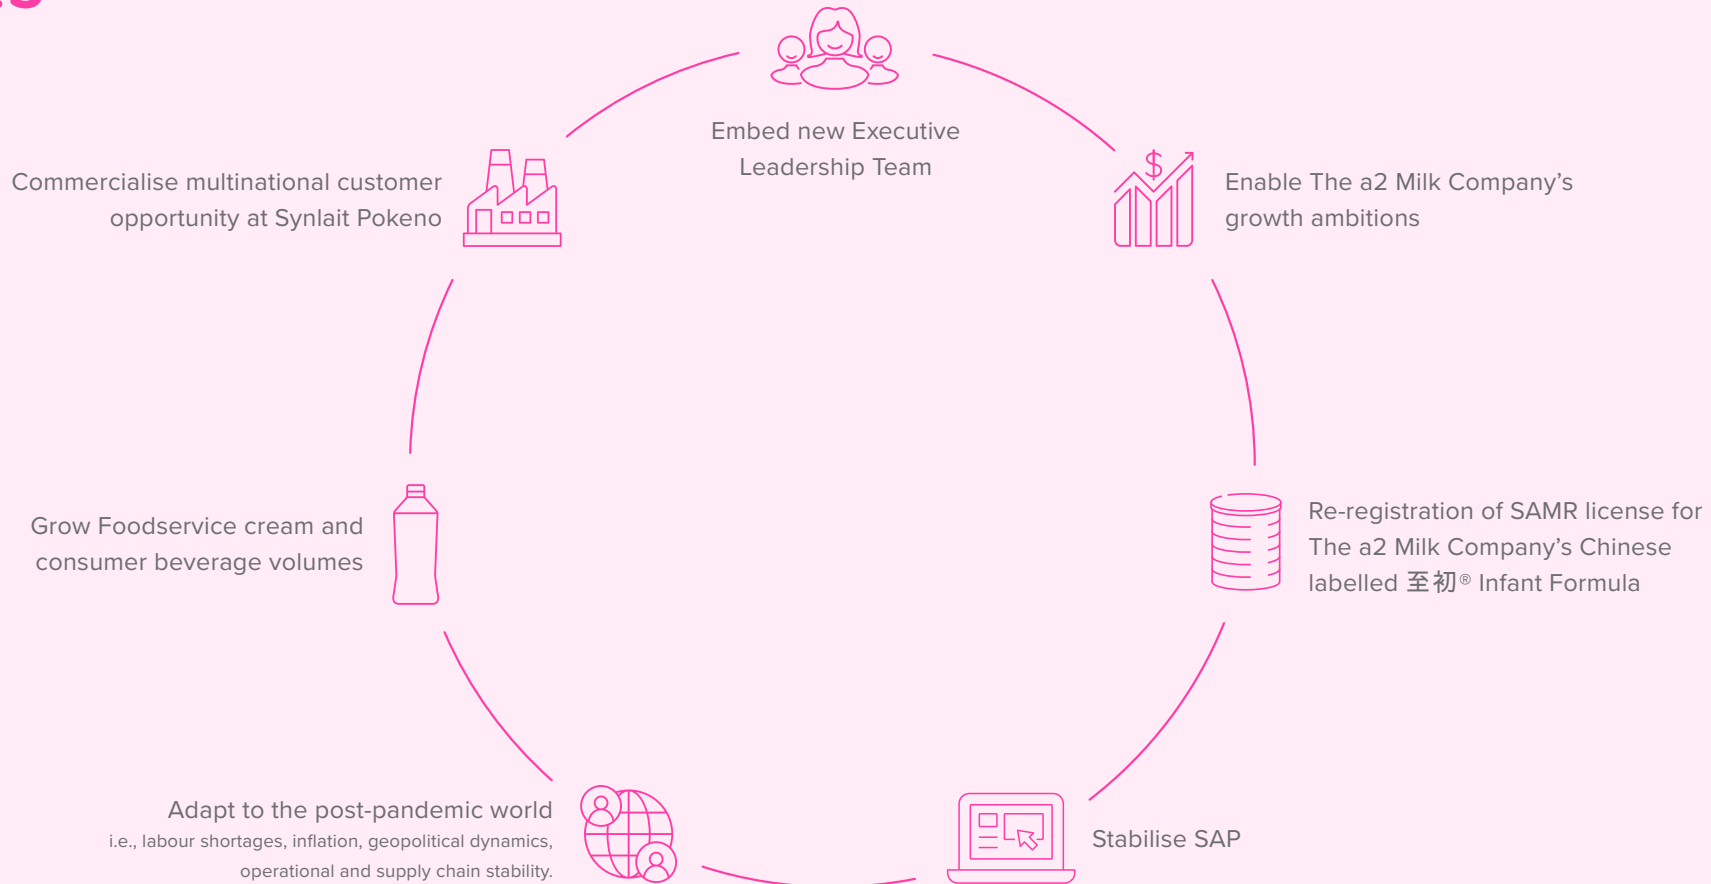 Embed new Executive
Leadership Team
Enable The a2 Milk Company’s
growth ambitions
Re-registration of SAMR license for
The a2 Milk Company’s Chinese
labelled 至初® Infant Formula
Stabilise SAP
Adapt to the post-pandemic world
i.e., labour shortages, inflation, geopolitical dynamics,
operational and supply chain stability.
Grow Foodservice cream and
consumer beverage volumes
Commercialise multinational customer
opportunity at Synlait Pokeno
$